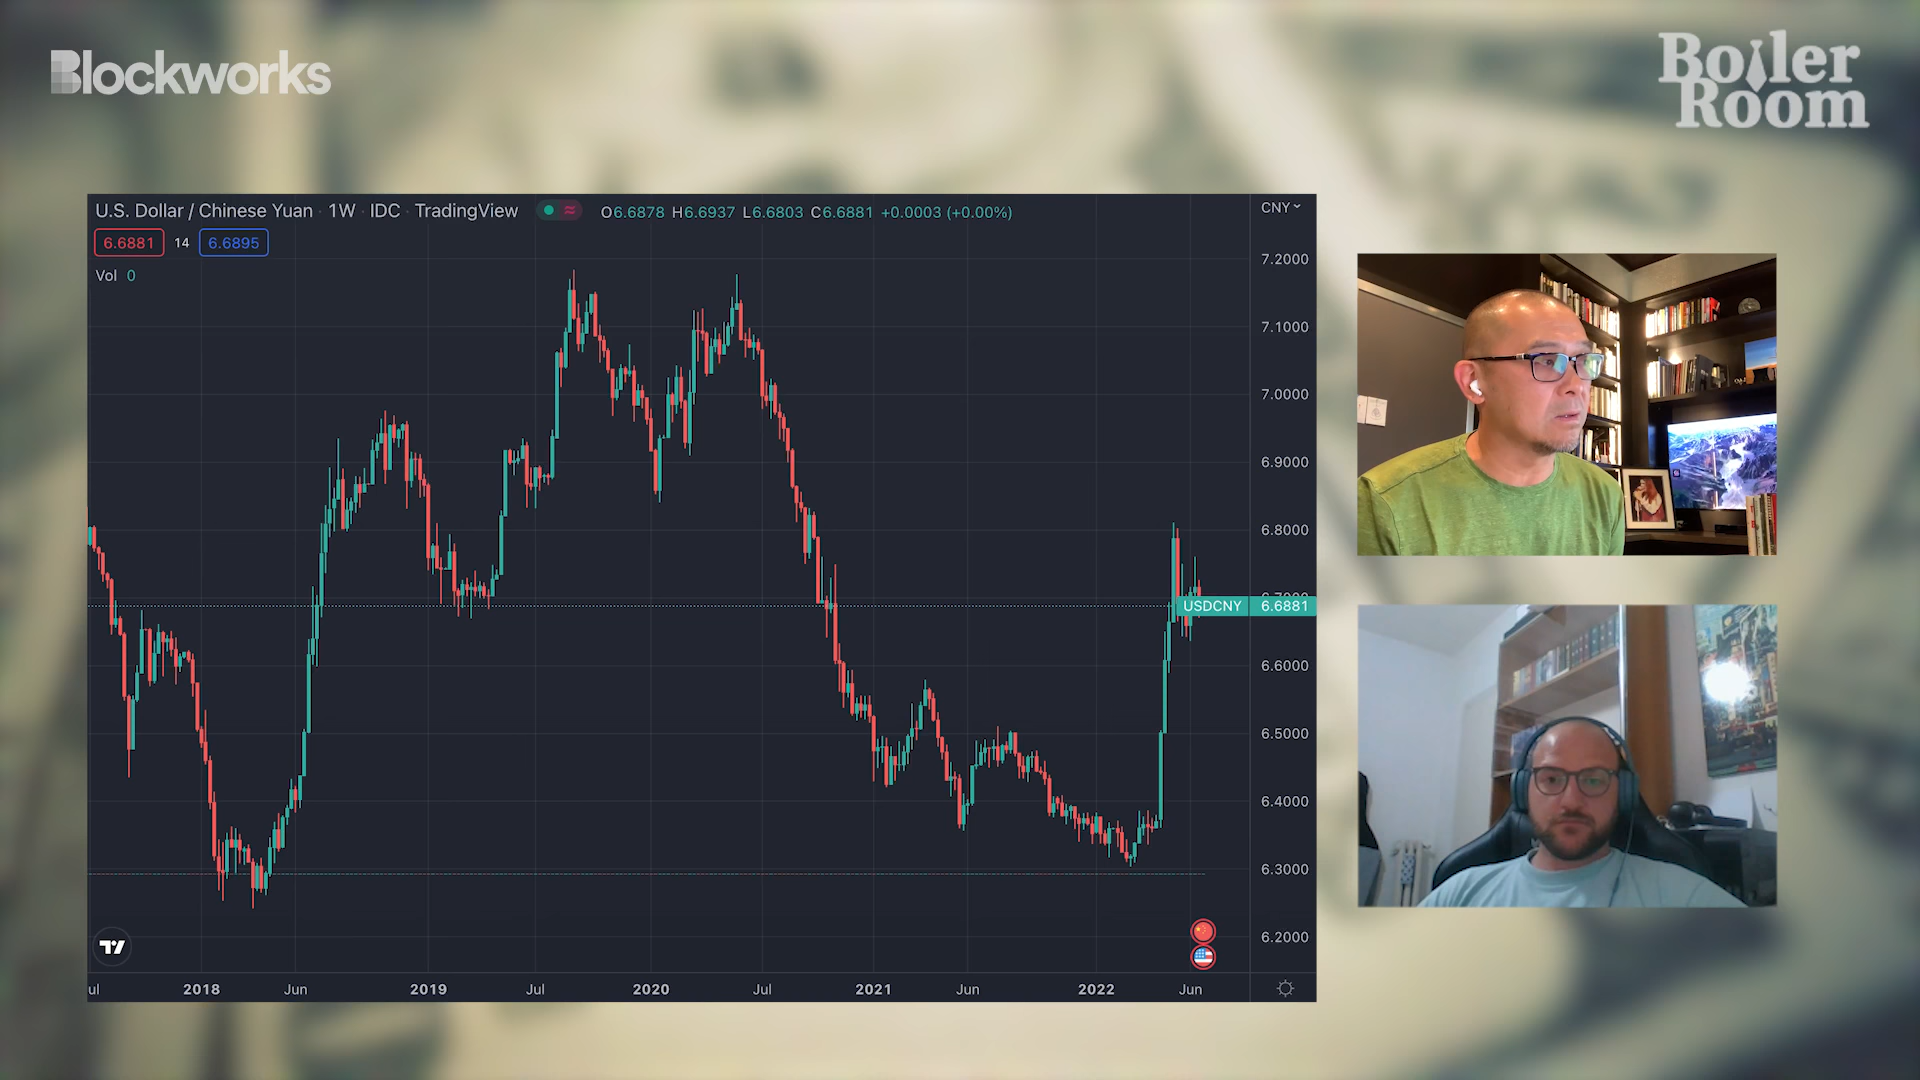 Blockworks
Boiler
Room
U.S. Dollar / Chinese Yuan · 1W · IDC · TradingView
O6.6878 H6.6937 L6.6803 C6.6881 +0.0003 (+0.00%)
CNY
6.6881 14 6.6895
Vol 0
7.2000
7.1000
7.0000
6.9000
6.8000
6.7000
USDCNY 6.6881
6.6000
6.5000
6.4000
6.3000
6.2000
ul 2018 Jun 2019 Jul 2020 Jul 2021 Jun 2022 Jun